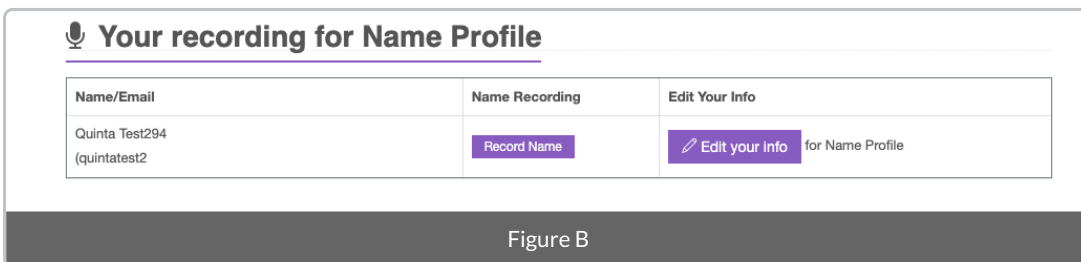 Your recording for Name Profile
Name/Email
Name Recording
Edit Your Info
Quinta Test294
(quintatest2
Record Name
Edit your info
for Name Profile
Figure B